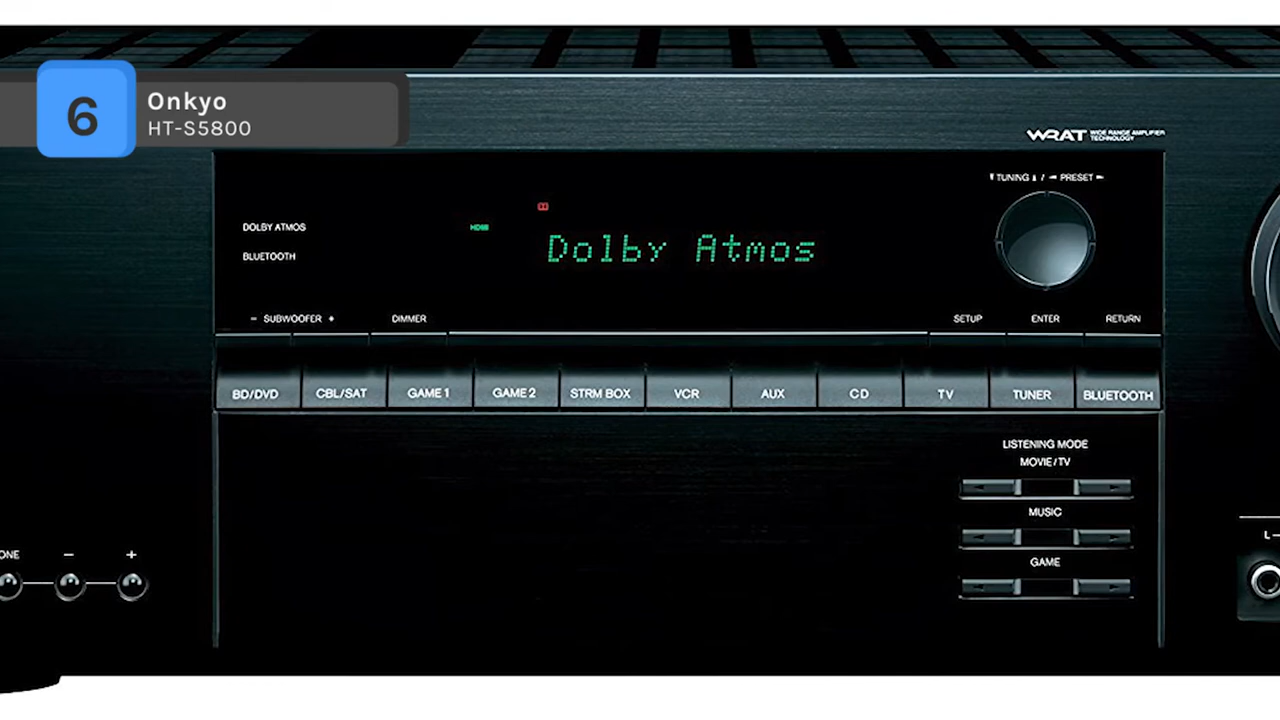 6
Onkyo
HT-S5800
WRAT WIDE RANGE AMPLIFIER
TECHNOLOGY
TUNING / PRESET
DOLBY ATMOS
HDMI
Dolby Atmos
BLUETOOTH
- SUBWOOFER +
DIMMER
SETUP
ENTER
RETURN
BD/DVD
CBL/SAT
GAME 1
GAME 2
STRM BOX
VCR
AUX
CD
TV
TUNER
BLUETOOTH
LISTENING MODE
MOVIE/TV
MUSIC
GAME
ONE
- +
L